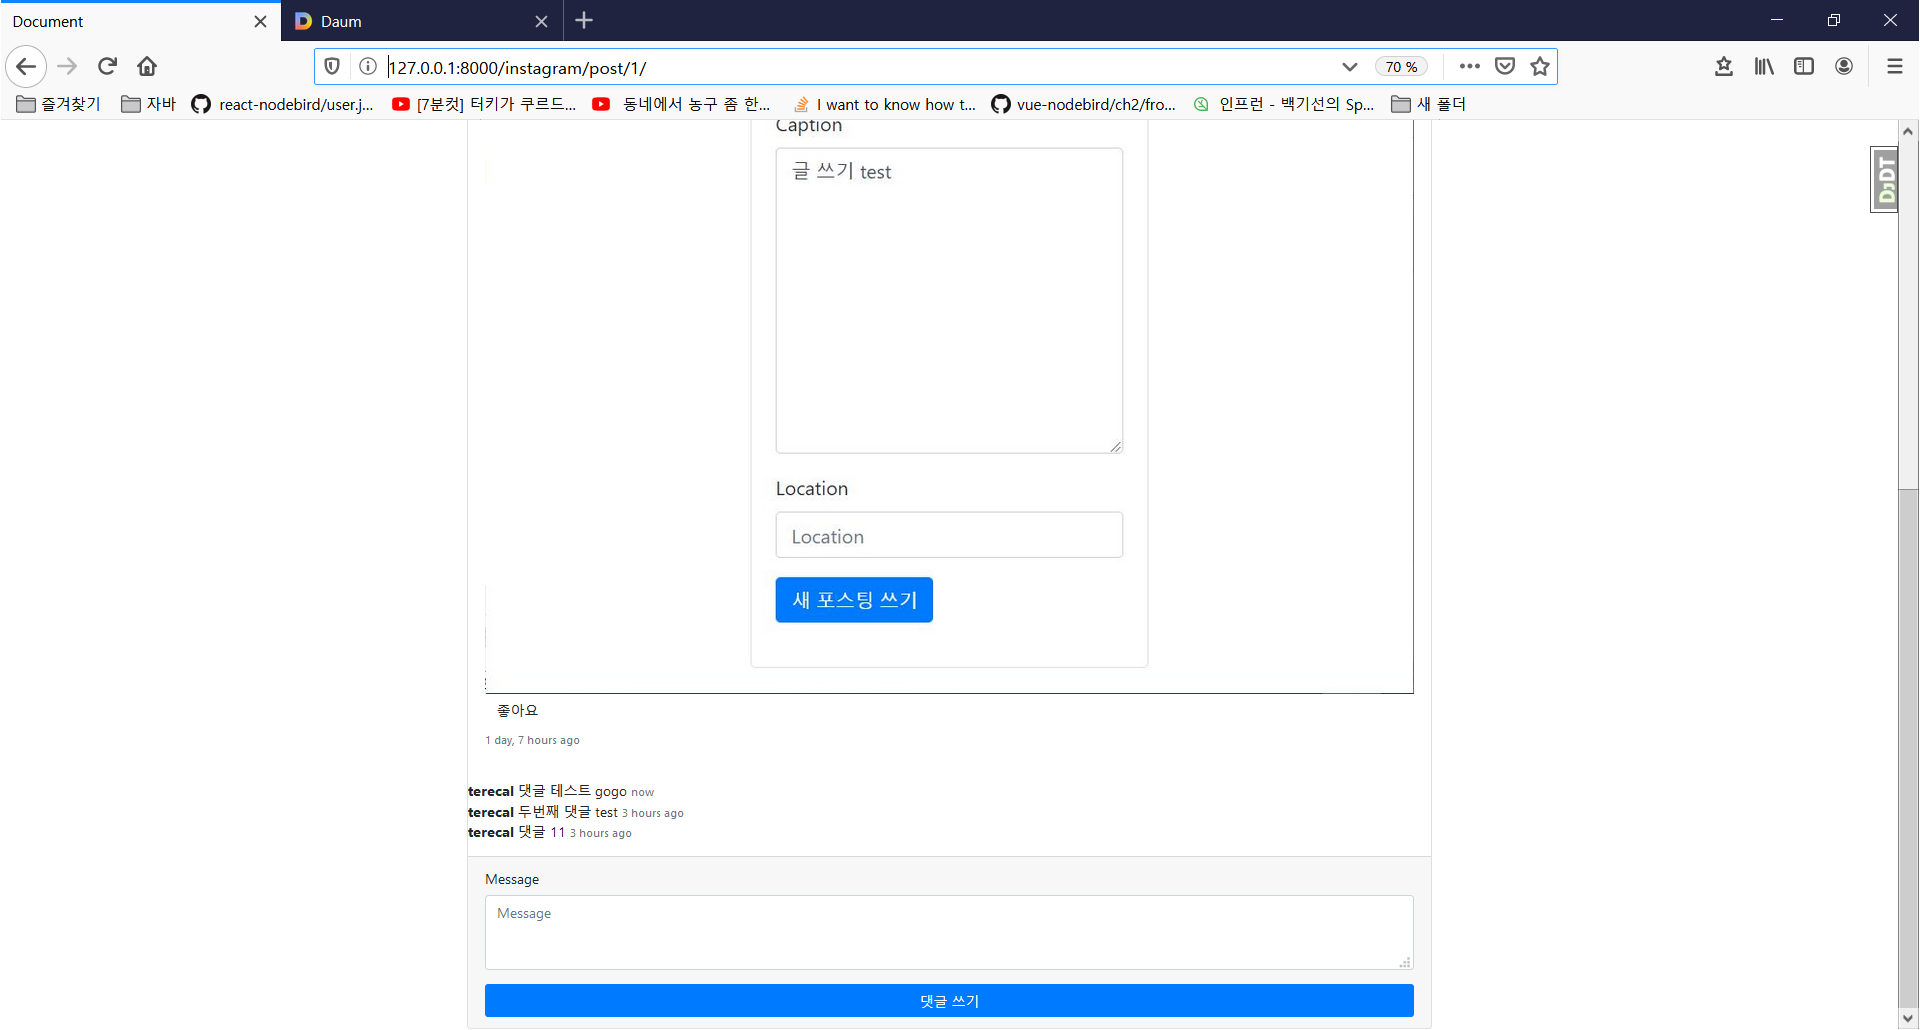 Document
Daum
127.0.0.1:8000/instagram/post/1/
70 %
즐겨찾기
자바
react-nodebird/user.j...
[7분컷] 터키가 쿠르드...
동네에서 농구 좀 한...
I want to know how t...
vue-nodebird/ch2/fro...
인프런 - 백기선의 Sp...
새 폴더
DJDT
Caption
글 쓰기 test
Location
Location
새 포스팅 쓰기
좋아요
1 day, 7 hours ago
terecal 댓글 테스트 gogo now
terecal 두번째 댓글 test 3 hours ago
terecal 댓글 11 3 hours ago
Message
Message
댓글 쓰기